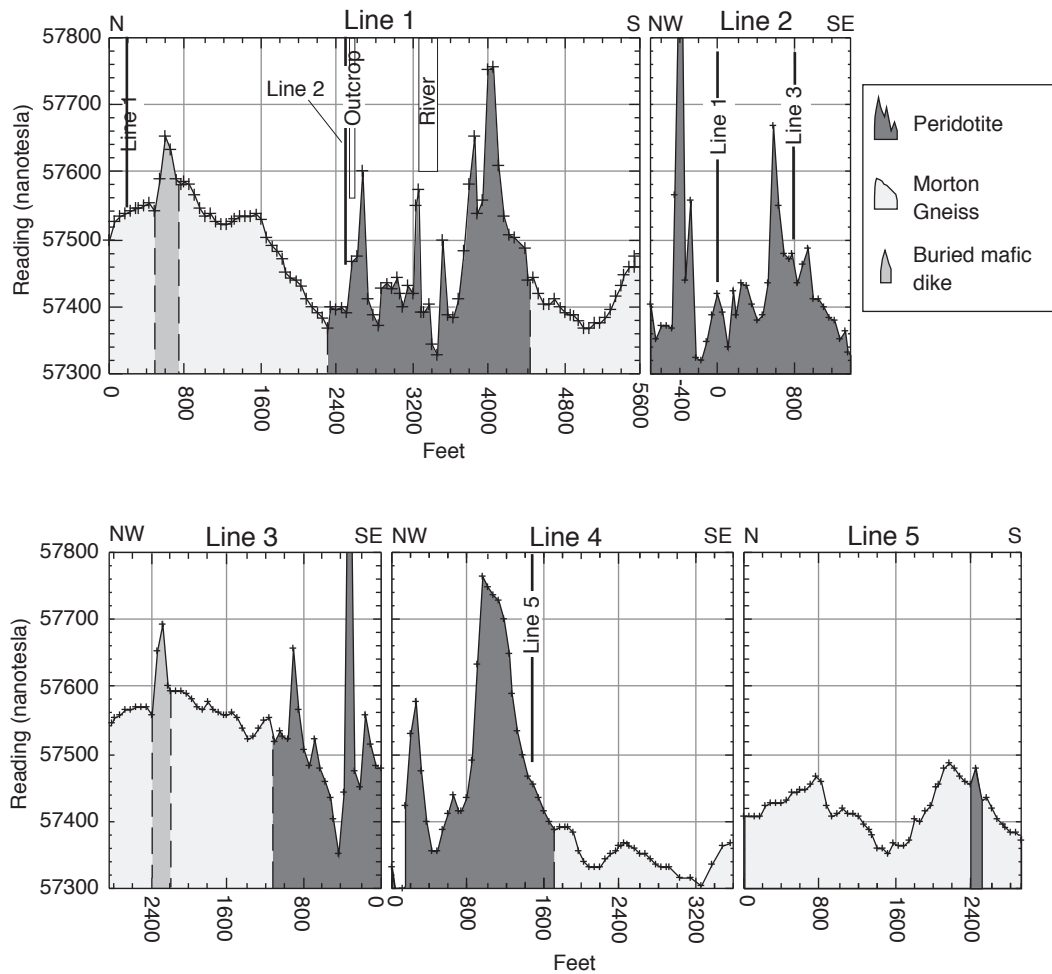 N Line 1 S
NW Line 2 SE
57800
57700
57600
57500
57400
57300
Reading (nanotesla)
Line 1
Line 2
Outcrop
River
Line 1
Line 3
0 800 1600 2400 3200 4000 4800 5600
-400 0 800
Feet
Peridotite
Morton
Gneiss
Buried mafic
dike
NW Line 3 SE
NW Line 4 SE
N Line 5 S
57800
57700
57600
57500
57400
57300
Reading (nanotesla)
Line 5
2400 1600 800 0
0 800 1600 3200
0 800 2400
Feet